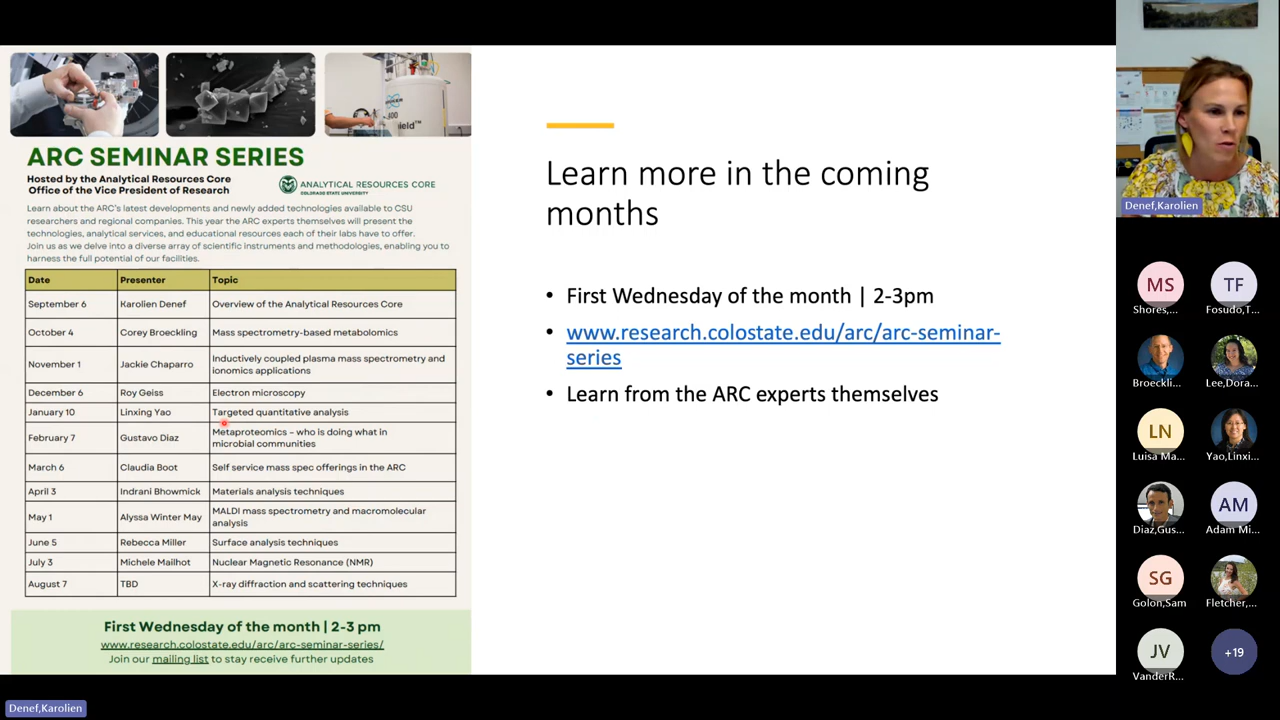 ARC SEMINAR SERIES
Hosted by the Analytical Resources Core
Office of the Vice President of Research
ANALYTICAL RESOURCES CORE
COLORADO STATE UNIVERSITY
Learn about the ARC's latest developments and newly added technologies available to CSU
researchers and regional companies. This year the ARC experts themselves will present the
technologies, analytical services, and educational resources each of their labs have to offer.
Join us as we delve into a diverse array of scientific instruments and methodologies, enabling you to
harness the full potential of our facilities.
Date Presenter Topic
September 6 Karolien Denef Overview of the Analytical Resources Core
October 4 Corey Broeckling Mass spectrometry-based metabolomics
November 1 Jackie Chaparro Inductively coupled plasma mass spectrometry and
ionomics applications
December 6 Roy Geiss Electron microscopy
January 10 Linxing Yao Targeted quantitative analysis
February 7 Gustavo Diaz Metaproteomics – who is doing what in
microbial communities
March 6 Claudia Boot Self service mass spec offerings in the ARC
April 3 Indrani Bhowmick Materials analysis techniques
May 1 Alyssa Winter May MALDI mass spectrometry and macromolecular
analysis
June 5 Rebecca Miller Surface analysis techniques
July 3 Michele Mailhot Nuclear Magnetic Resonance (NMR)
August 7 TBD X-ray diffraction and scattering techniques
First Wednesday of the month | 2-3 pm
www.research.colostate.edu/arc/arc-seminar-series/
Join our mailing list to stay receive further updates
Learn more in the coming
months
• First Wednesday of the month | 2-3pm
• www.research.colostate.edu/arc/arc-seminar-
series
• Learn from the ARC experts themselves
Denef,Karolien
MS TF
Shores,... Fosudo,T...
Broeckli... Lee,Dora...
LN
Luisa Ma... Yao,Linxi...
AM
Diaz,Gus... Adam Mi...
SG
Golon,Sam Fletcher,...
JV +19
VanderR...
Denef,Karolien